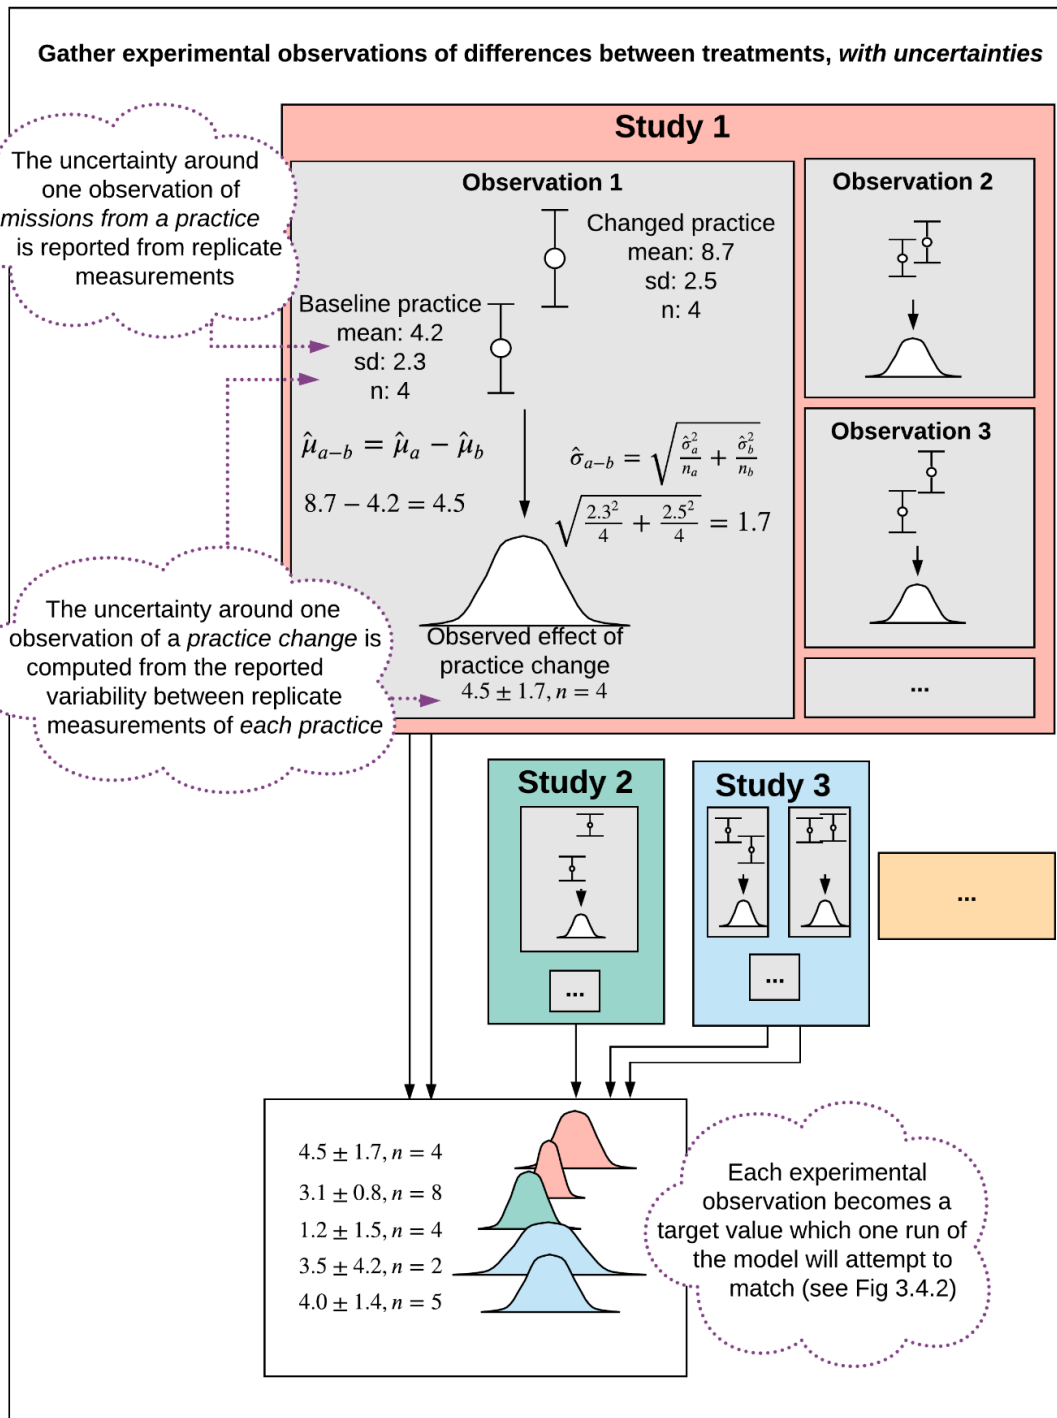 Gather experimental observations of differences between treatments, with uncertainties
Study 1
The uncertainty around
one observation of
missions from a practice
is reported from replicate
measurements
Observation 1
Changed practice
mean: 8.7
sd: 2.5
n: 4
Baseline practice
mean: 4.2
sd: 2.3
n: 4
μ̂_{a−b} = μ̂_a − μ̂_b
8.7 − 4.2 = 4.5
σ̂_{a−b} = √(σ̂_a²/n_a + σ̂_b²/n_b)
√(2.3²/4 + 2.5²/4) = 1.7
Observed effect of
practice change
4.5 ± 1.7, n = 4
Observation 2
Observation 3
...
The uncertainty around one
observation of a practice change is
computed from the reported
variability between replicate
measurements of each practice
Study 2
...
Study 3
...
...
4.5 ± 1.7, n = 4
3.1 ± 0.8, n = 8
1.2 ± 1.5, n = 4
3.5 ± 4.2, n = 2
4.0 ± 1.4, n = 5
Each experimental
observation becomes a
target value which one run of
the model will attempt to
match (see Fig 3.4.2)